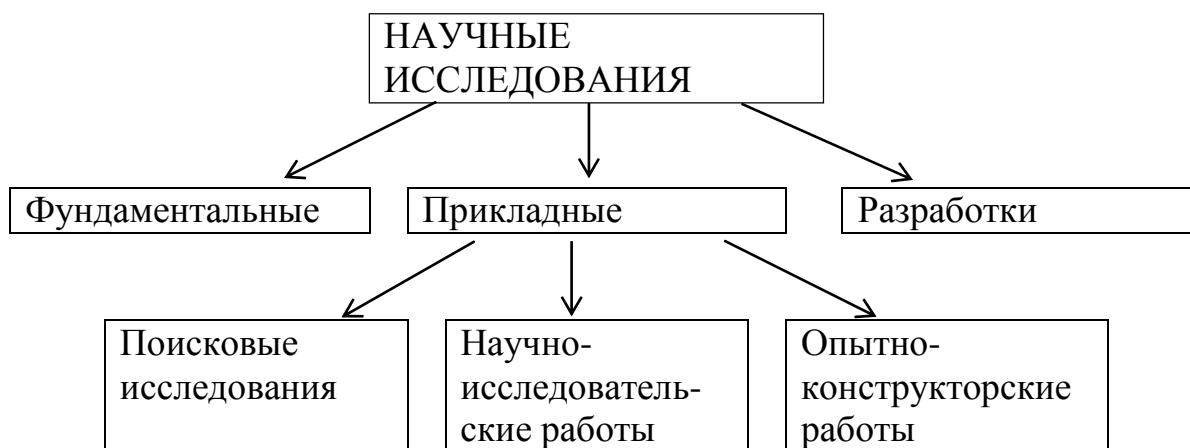 НАУЧНЫЕ
ИССЛЕДОВАНИЯ
Фундаментальные
Прикладные
Разработки
Поисковые
исследования
Научно-
исследователь-
ские работы
Опытно-
конструкторские
работы